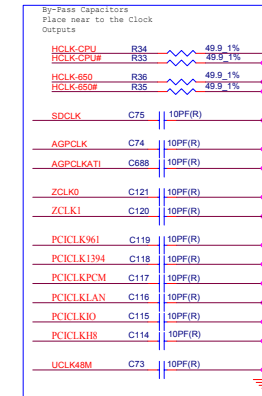 By-Pass Capacitors
Place near to the Clock
Outputs
HCLK-CPU R34 49.9_1%
HCLK-CPU# R33 49.9_1%
HCLK-650 R36 49.9_1%
HCLK-650# R35 49.9_1%
SDCLK C75 10PF(R)
AGPCLK C74 10PF(R)
AGPCLKATI C688 10PF(R)
ZCLK0 C121 10PF(R)
ZCLK1 C120 10PF(R)
PCICLK961 C119 10PF(R)
PCICLK1394 C118 10PF(R)
PCICLKPCM C117 10PF(R)
PCICLKLAN C116 10PF(R)
PCICLKIO C115 10PF(R)
PCICLKH8 C114 10PF(R)
UCLK48M C73 10PF(R)